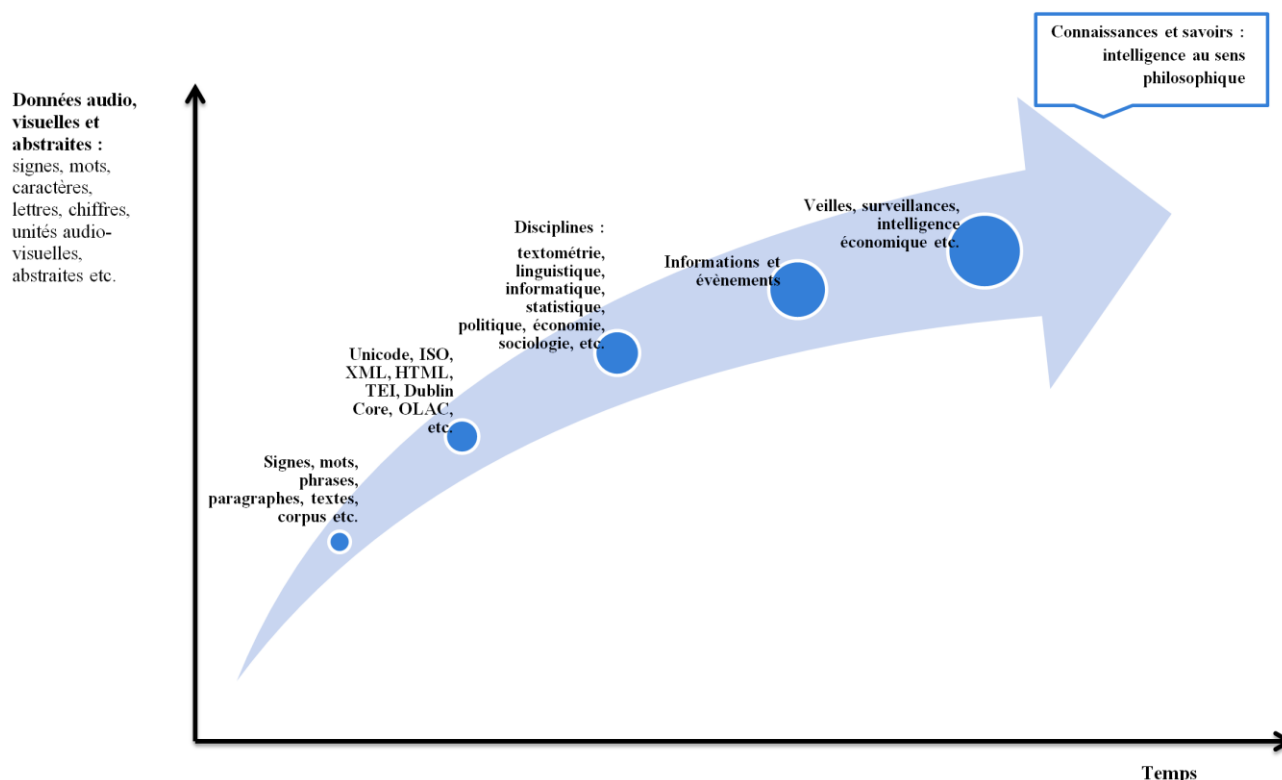 Connaissances et savoirs :
intelligence au sens
philosophique
Données audio,
visuelles et
abstraites :
signes, mots,
caractères,
lettres, chiffres,
unités audio-
visuelles,
abstraites etc.
Veilles, surveillances,
intelligence
économique etc.
Disciplines :
textométrie,
linguistique,
informatique,
statistique,
politique, économie,
sociologie, etc.
Informations et
évènements
Unicode, ISO,
XML, HTML,
TEI, Dublin
Core, OLAC,
etc.
Signes, mots,
phrases,
paragraphes, textes,
corpus etc.
Temps